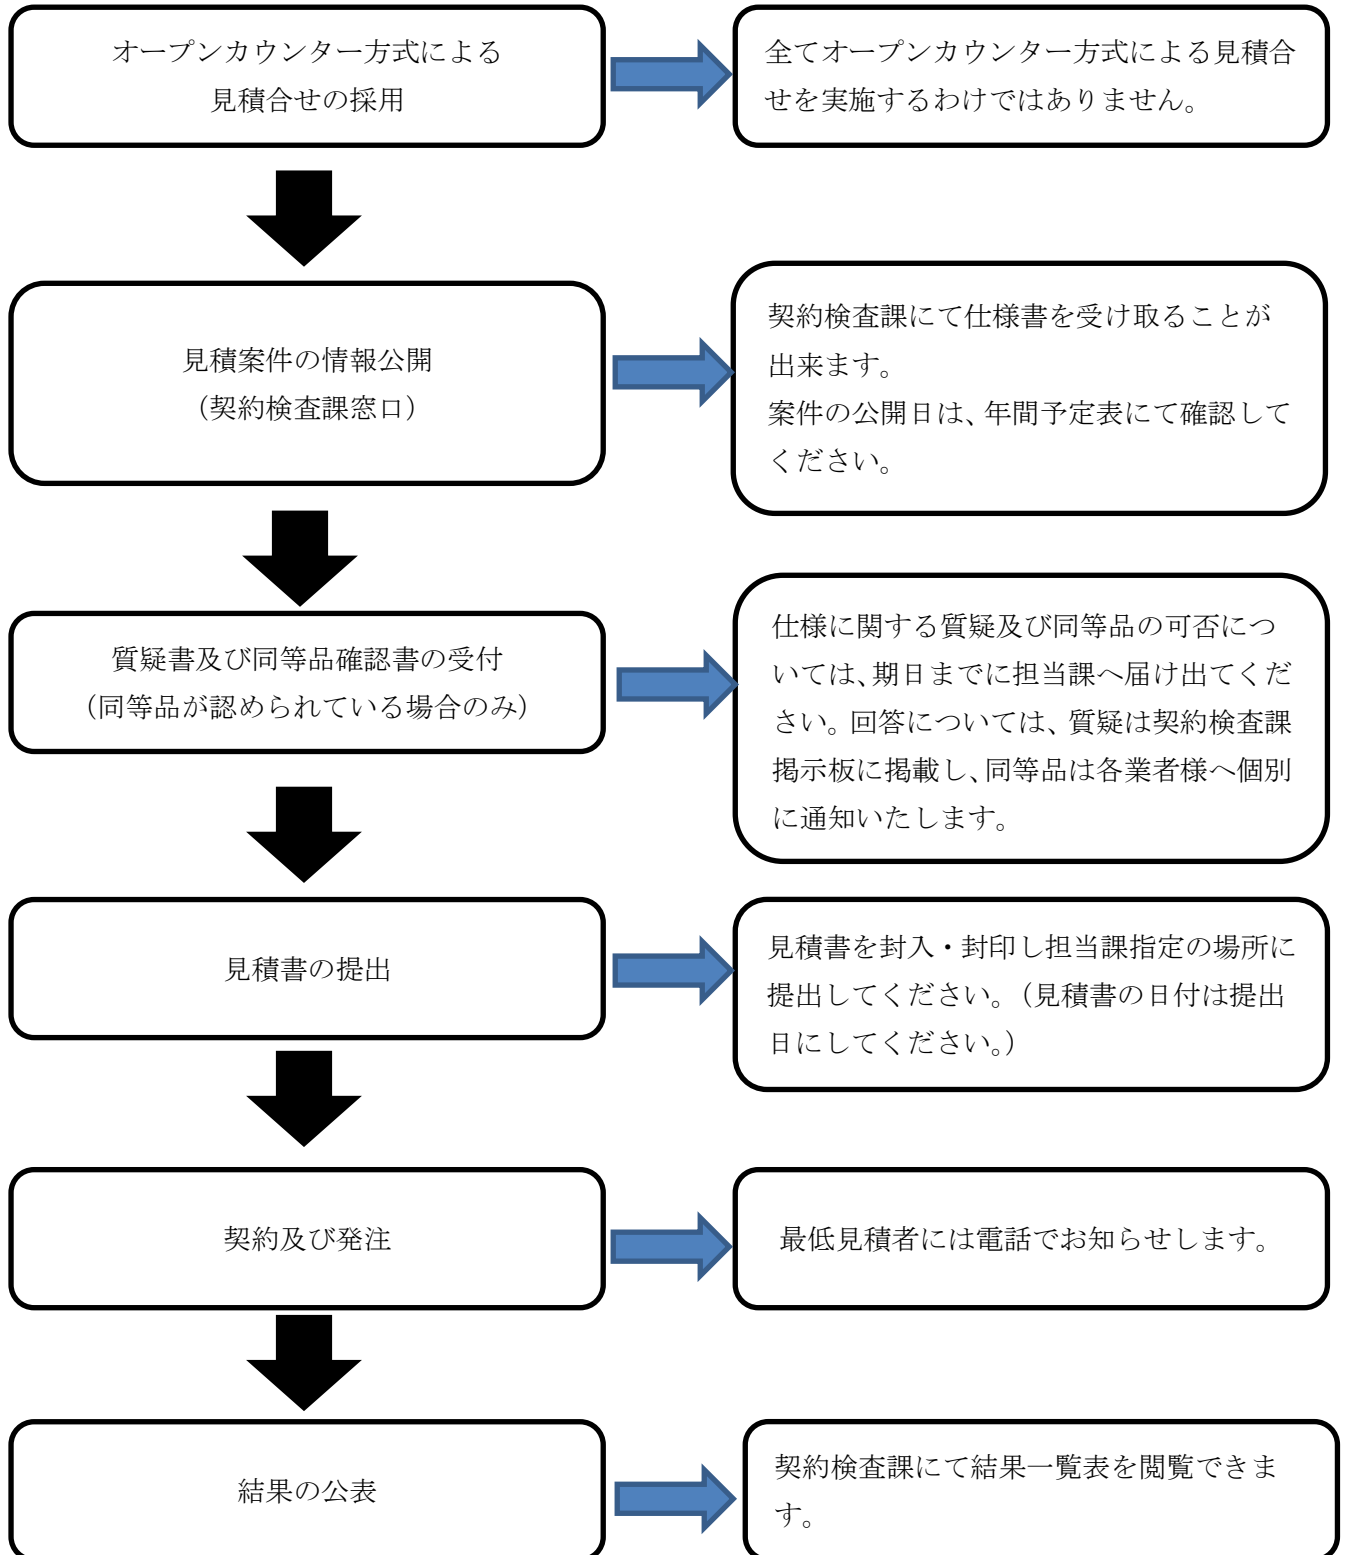 オープンカウンター方式による
見積合せの採用
全てオープンカウンター方式による見積合
せを実施するわけではありません。
見積案件の情報公開
（契約検査課窓口）
契約検査課にて仕様書を受け取ることが
出来ます。
案件の公開日は、年間予定表にて確認して
ください。
質疑書及び同等品確認書の受付
（同等品が認められている場合のみ）
仕様に関する質疑及び同等品の可否につ
いては、期日までに担当課へ届け出てくだ
さい。回答については、質疑は契約検査課
掲示板に掲載し、同等品は各業者様へ個別
に通知いたします。
見積書の提出
見積書を封入・封印し担当課指定の場所に
提出してください。（見積書の日付は提出
日にしてください。）
契約及び発注
最低見積者には電話でお知らせします。
結果の公表
契約検査課にて結果一覧表を閲覧できま
す。